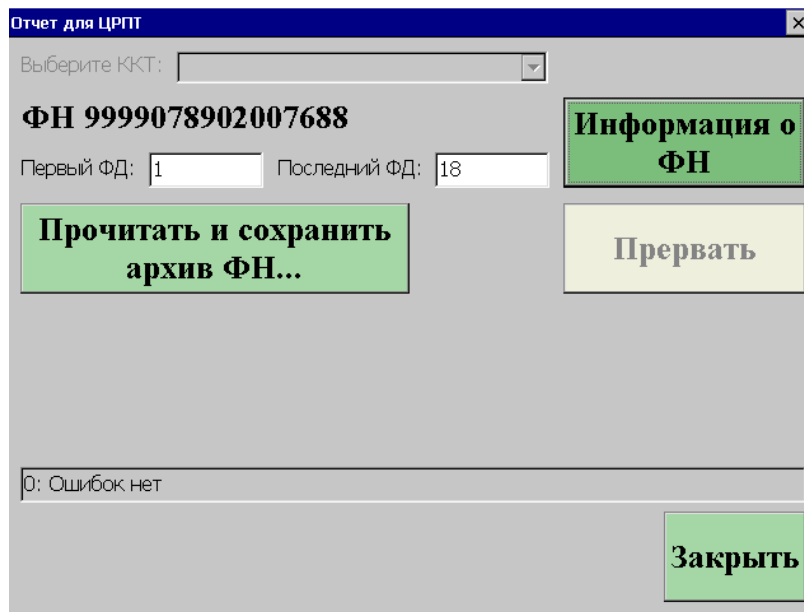 Отчет для ЦРПТ
Выберите ККТ:
ФН 9999078902007688
Информация о
ФН
Первый ФД: 1 Последний ФД: 18
Прочитать и сохранить
архив ФН...
Прервать
0: Ошибок нет
Закрыть